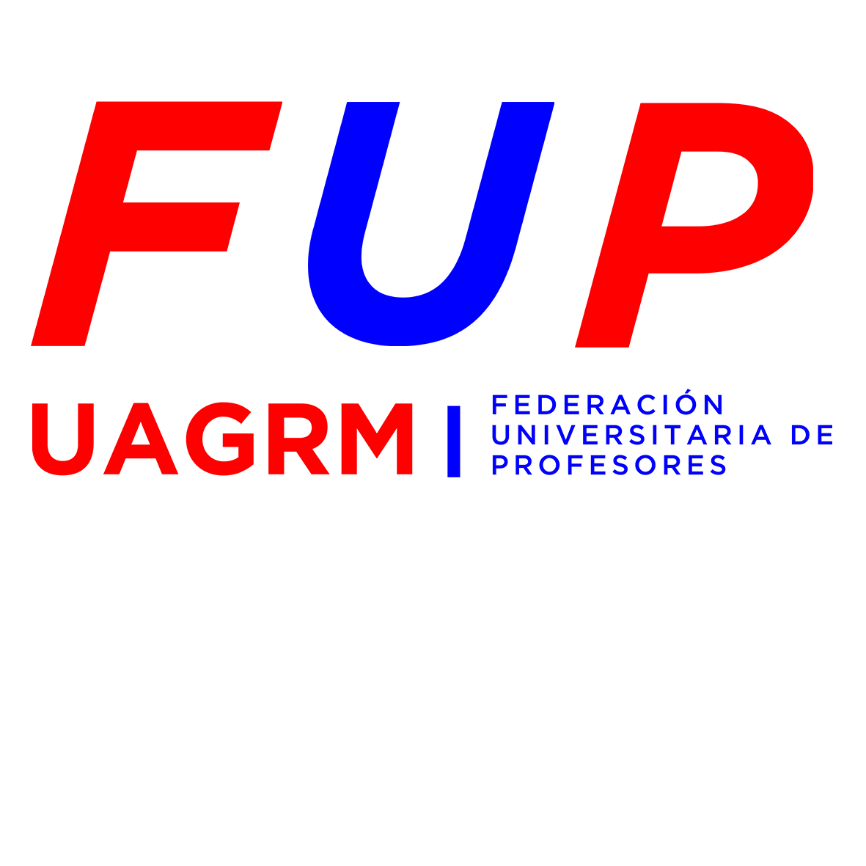 FUP
UAGRM
FEDERACIÓN
UNIVERSITARIA DE
PROFESORES